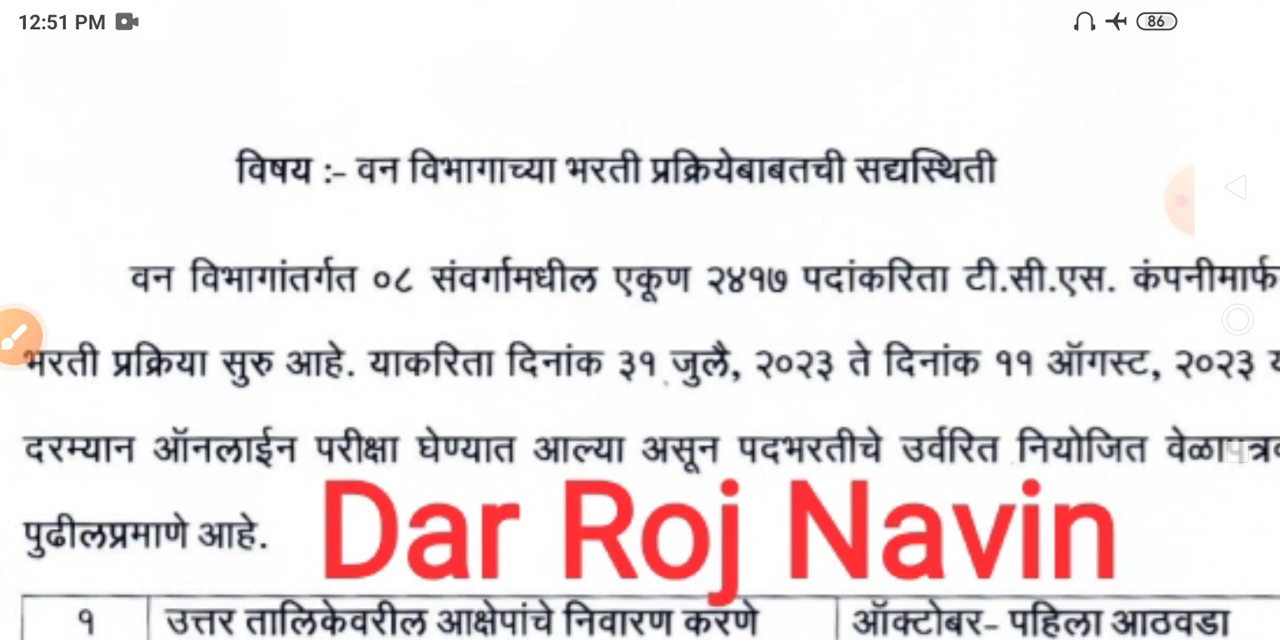 12:51 PM
86
विषय :- वन विभागाच्या भरती प्रक्रियेबाबतची सद्यस्थिती
वन विभागांतर्गत ०८ संवर्गामधील एकूण २४१७ पदांकरिता टी.सी.एस. कंपनीमार्फ
भरती प्रक्रिया सुरु आहे. याकरिता दिनांक ३१ जुलै, २०२३ ते दिनांक ११ ऑगस्ट, २०२३
दरम्यान ऑनलाईन परीक्षा घेण्यात आल्या असून पदभरतीचे उर्वरित नियोजित वेळापत्र
पुढीलप्रमाणे आहे.
Dar Roj Navin
१ उत्तर तालिकेवरील आक्षेपांचे निवारण करणे ऑक्टोबर- पहिला आठवडा